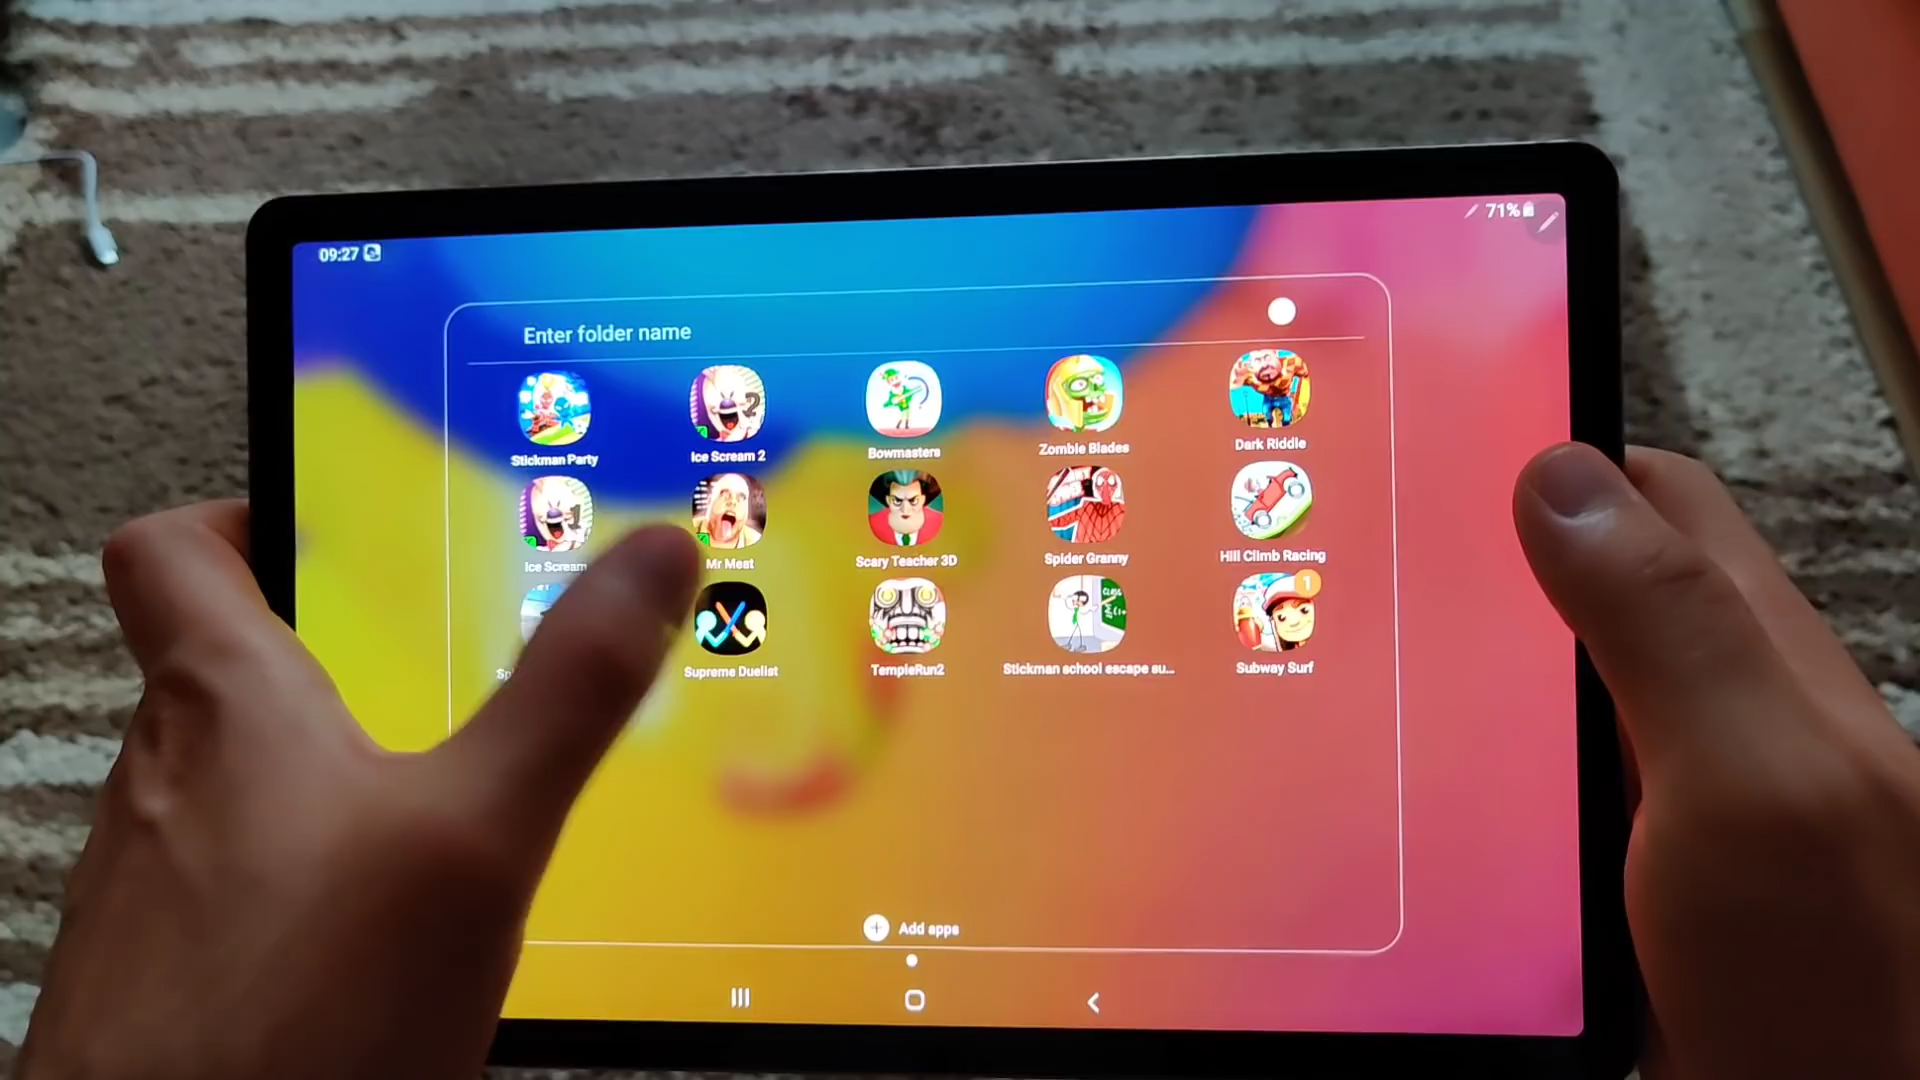 09:27
71%
Enter folder name
Stickman Party
Ice Scream 2
Bowmasters
Zombie Blades
Dark Riddle
Ice Scream
Mr Meat
Scary Teacher 3D
Spider Granny
Hill Climb Racing
1
Supreme Duelist
TempleRun2
Stickman school escape su...
Subway Surf
Add apps